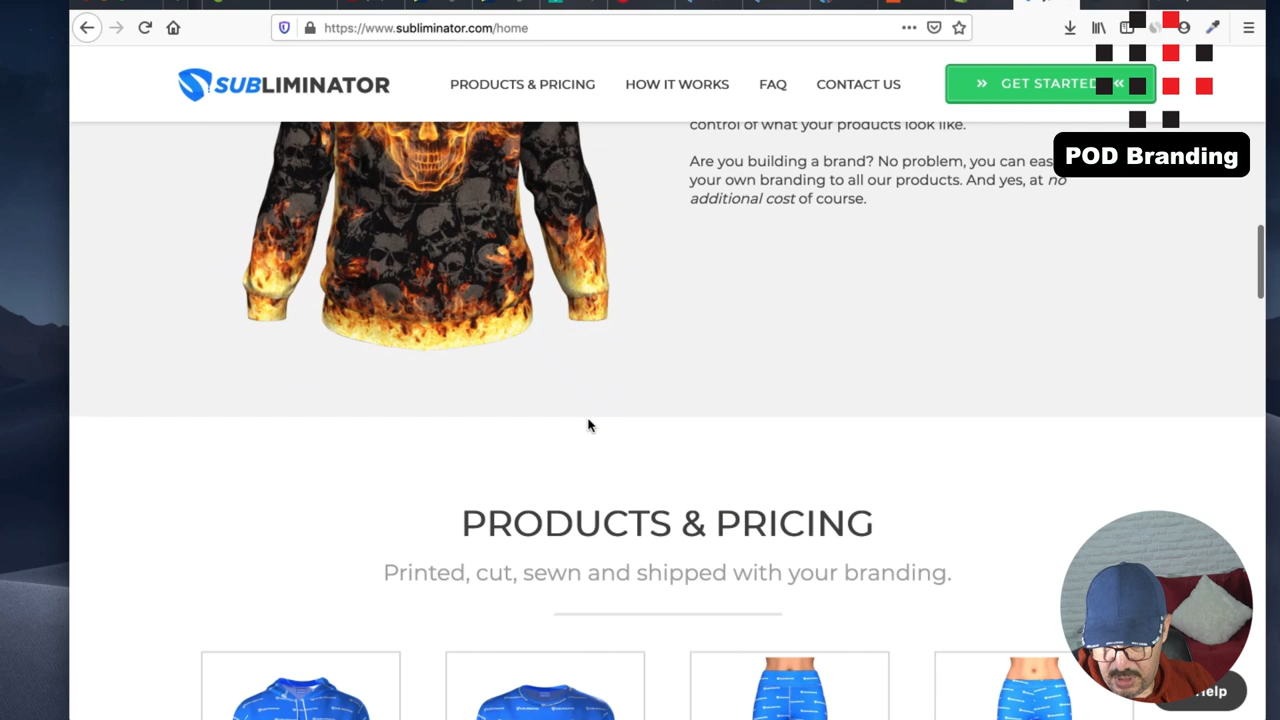 https://www.subliminator.com/home
SUBLIMINATOR
PRODUCTS & PRICING
HOW IT WORKS
FAQ
CONTACT US
» GET STARTED «
POD Branding
control of what your products look like.
Are you building a brand? No problem, you can eas
your own branding to all our products. And yes, at no
additional cost of course.
PRODUCTS & PRICING
Printed, cut, sewn and shipped with your branding.
Help